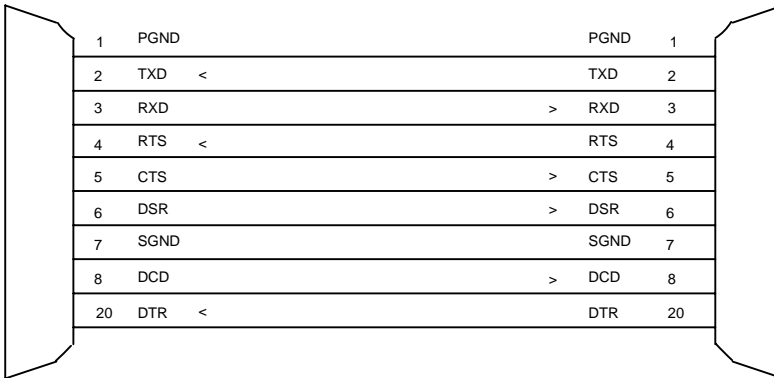 1 PGND PGND 1
2 TXD < TXD 2
3 RXD > RXD 3
4 RTS < RTS 4
5 CTS > CTS 5
6 DSR > DSR 6
7 SGND SGND 7
8 DCD > DCD 8
20 DTR < DTR 20